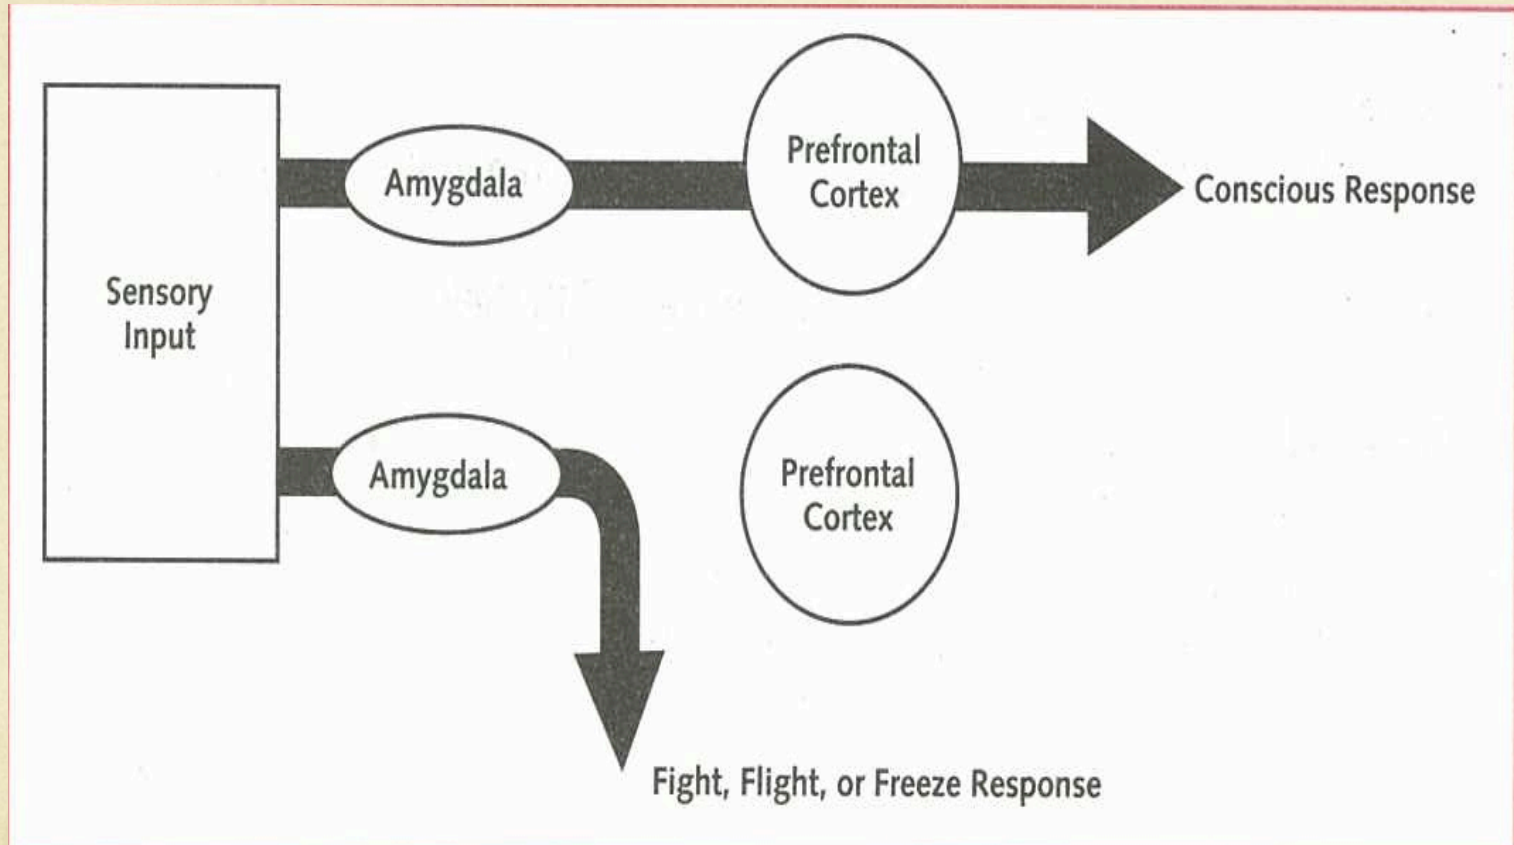 Sensory
Input
Amygdala
Prefrontal
Cortex
Conscious Response
Amygdala
Prefrontal
Cortex
Fight, Flight, or Freeze Response